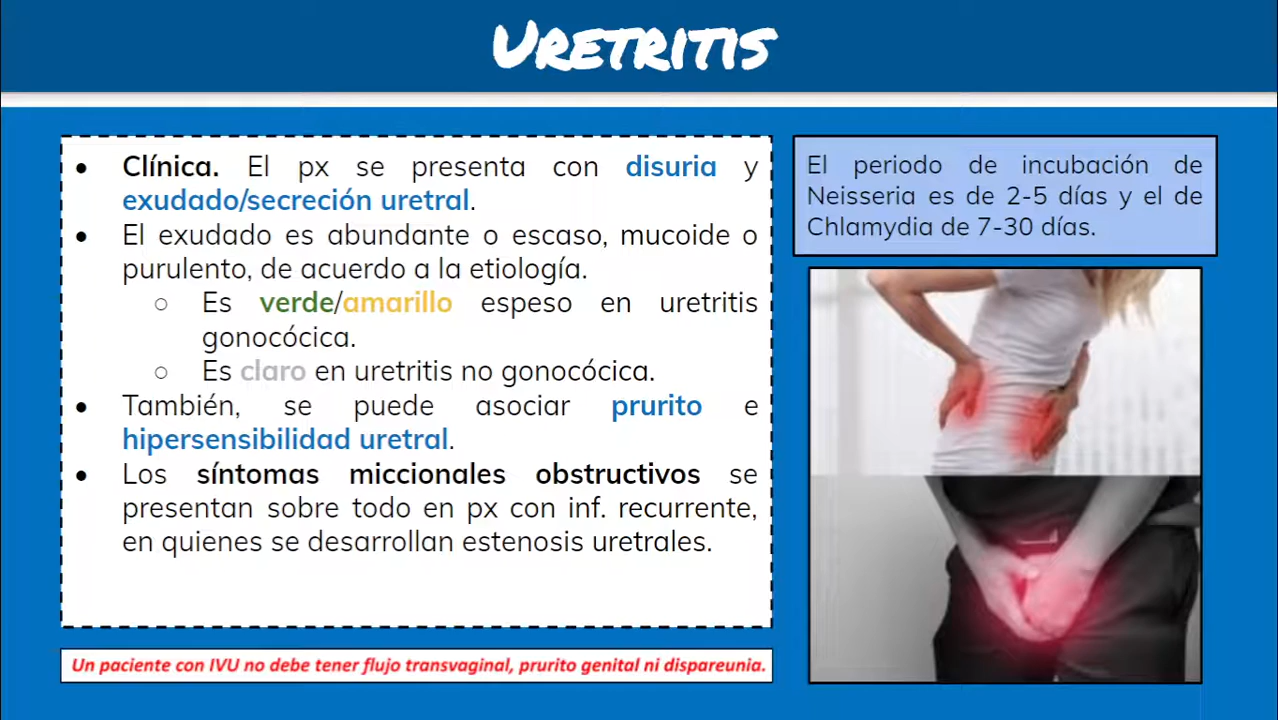 URETRITIS
• Clínica. El px se presenta con disuria y
exudado/secreción uretral.
• El exudado es abundante o escaso, mucoide o
purulento, de acuerdo a la etiología.
○ Es verde/amarillo espeso en uretritis
gonocócica.
○ Es claro en uretritis no gonocócica.
• También, se puede asociar prurito e
hipersensibilidad uretral.
• Los síntomas miccionales obstructivos se
presentan sobre todo en px con inf. recurrente,
en quienes se desarrollan estenosis uretrales.
Un paciente con IVU no debe tener flujo transvaginal, prurito genital ni dispareunia.
El periodo de incubación de
Neisseria es de 2-5 días y el de
Chlamydia de 7-30 días.